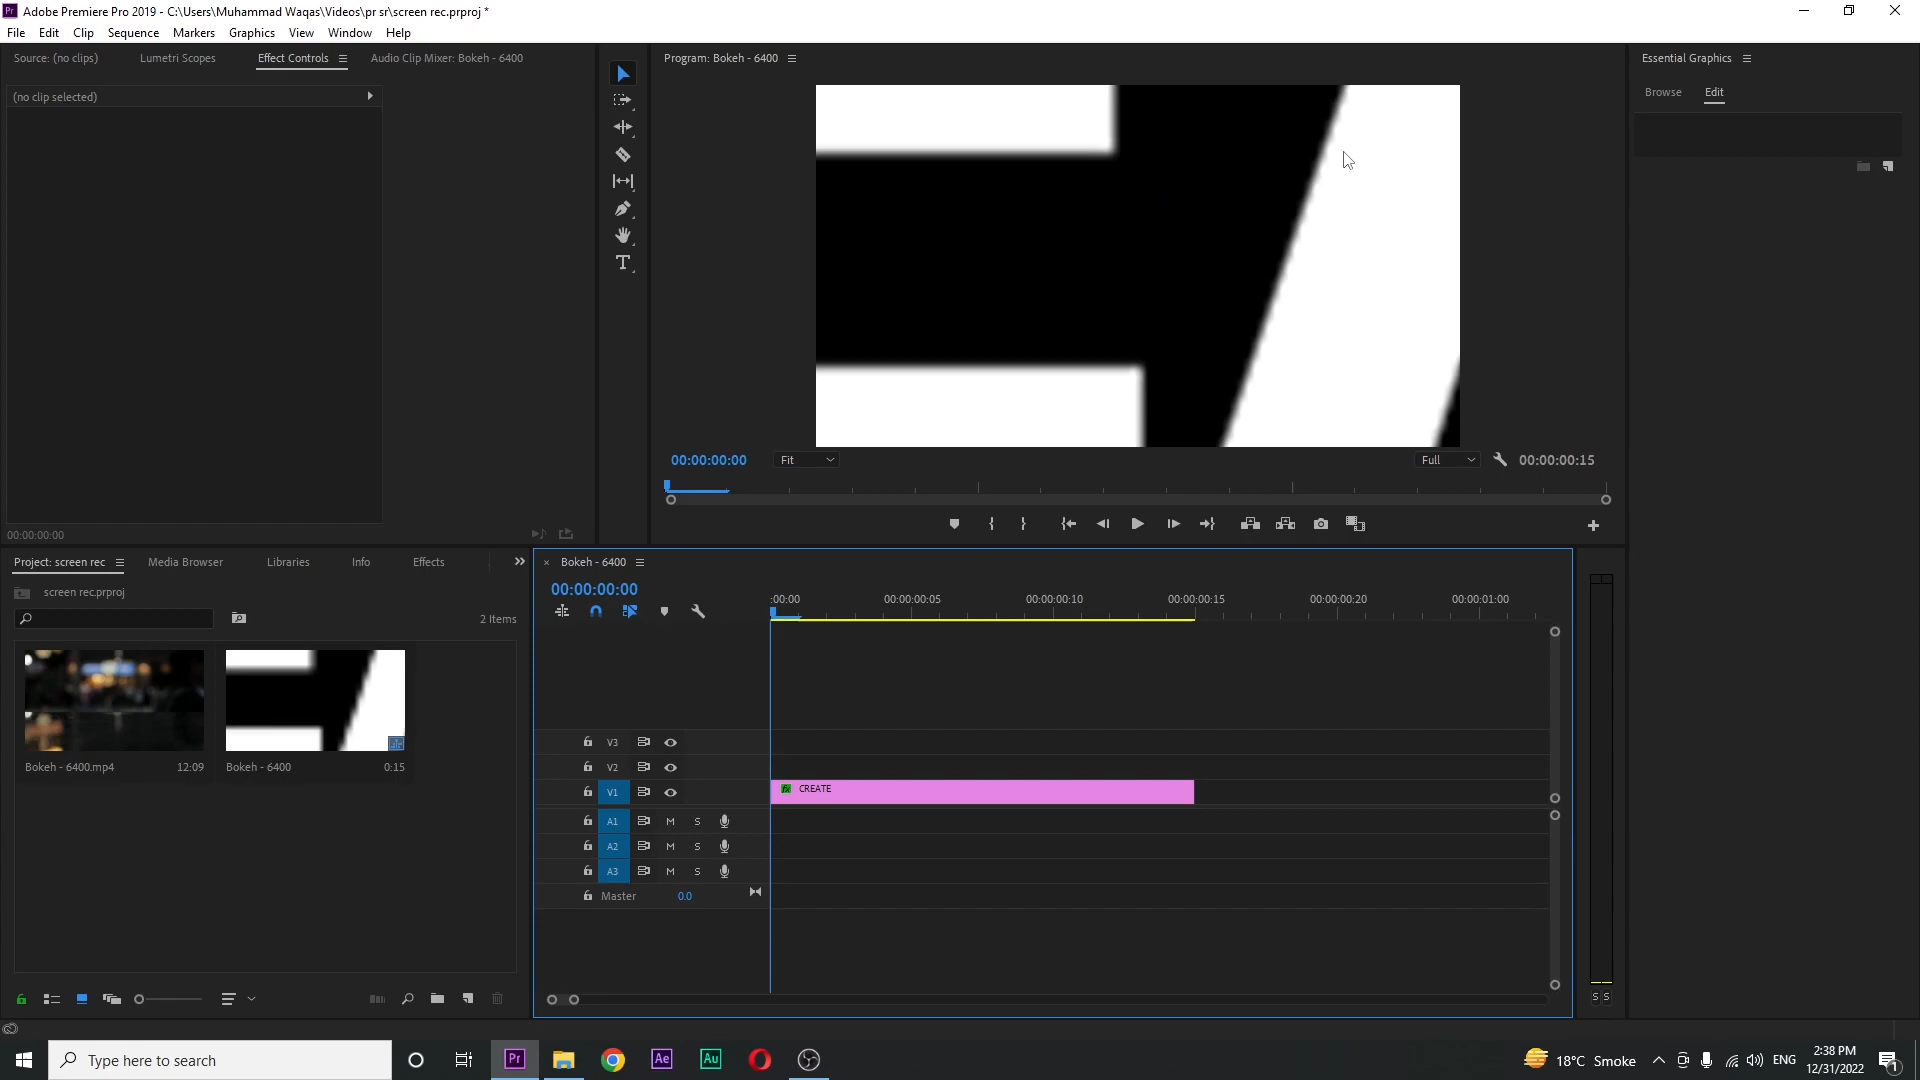 Pr Adobe Premiere Pro 2019 - C:\Users\Muhammad Waqas\Videos\pr sr\screen rec.prproj *
File Edit Clip Sequence Markers Graphics View Window Help
Source: (no clips) Lumetri Scopes Effect Controls Audio Clip Mixer: Bokeh - 6400
Program: Bokeh - 6400
Essential Graphics
Browse Edit
(no clip selected)
00:00:00:00 Fit Full 00:00:00:15
00:00:00:00
Project: screen rec Media Browser Libraries Info Effects
screen rec.prproj
2 Items
Bokeh - 6400.mp4 12:09 Bokeh - 6400 0:15
× Bokeh - 6400
00:00:00:00
:00:00 00:00:00:05 00:00:00:10 00:00:00:15 00:00:00:20 00:00:01:00
V3
V2
V1 fx CREATE
A1 M S
A2 M S
A3 M S
Master 0.0
S S
Type here to search Pr Ae Au 18°C Smoke ENG 2:38 PM
12/31/2022 1